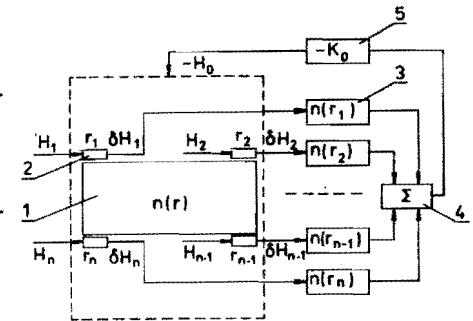 5
-K₀
-H₀
3
n(r₁)
H₁ r₁ δH₁ H₂ r₂ δH₂ n(r₂)
2
1 n(r) Σ
4
Hₙ rₙ δHₙ Hₙ₋₁ rₙ₋₁ δHₙ₋₁ n(rₙ₋₁)
n(rₙ)